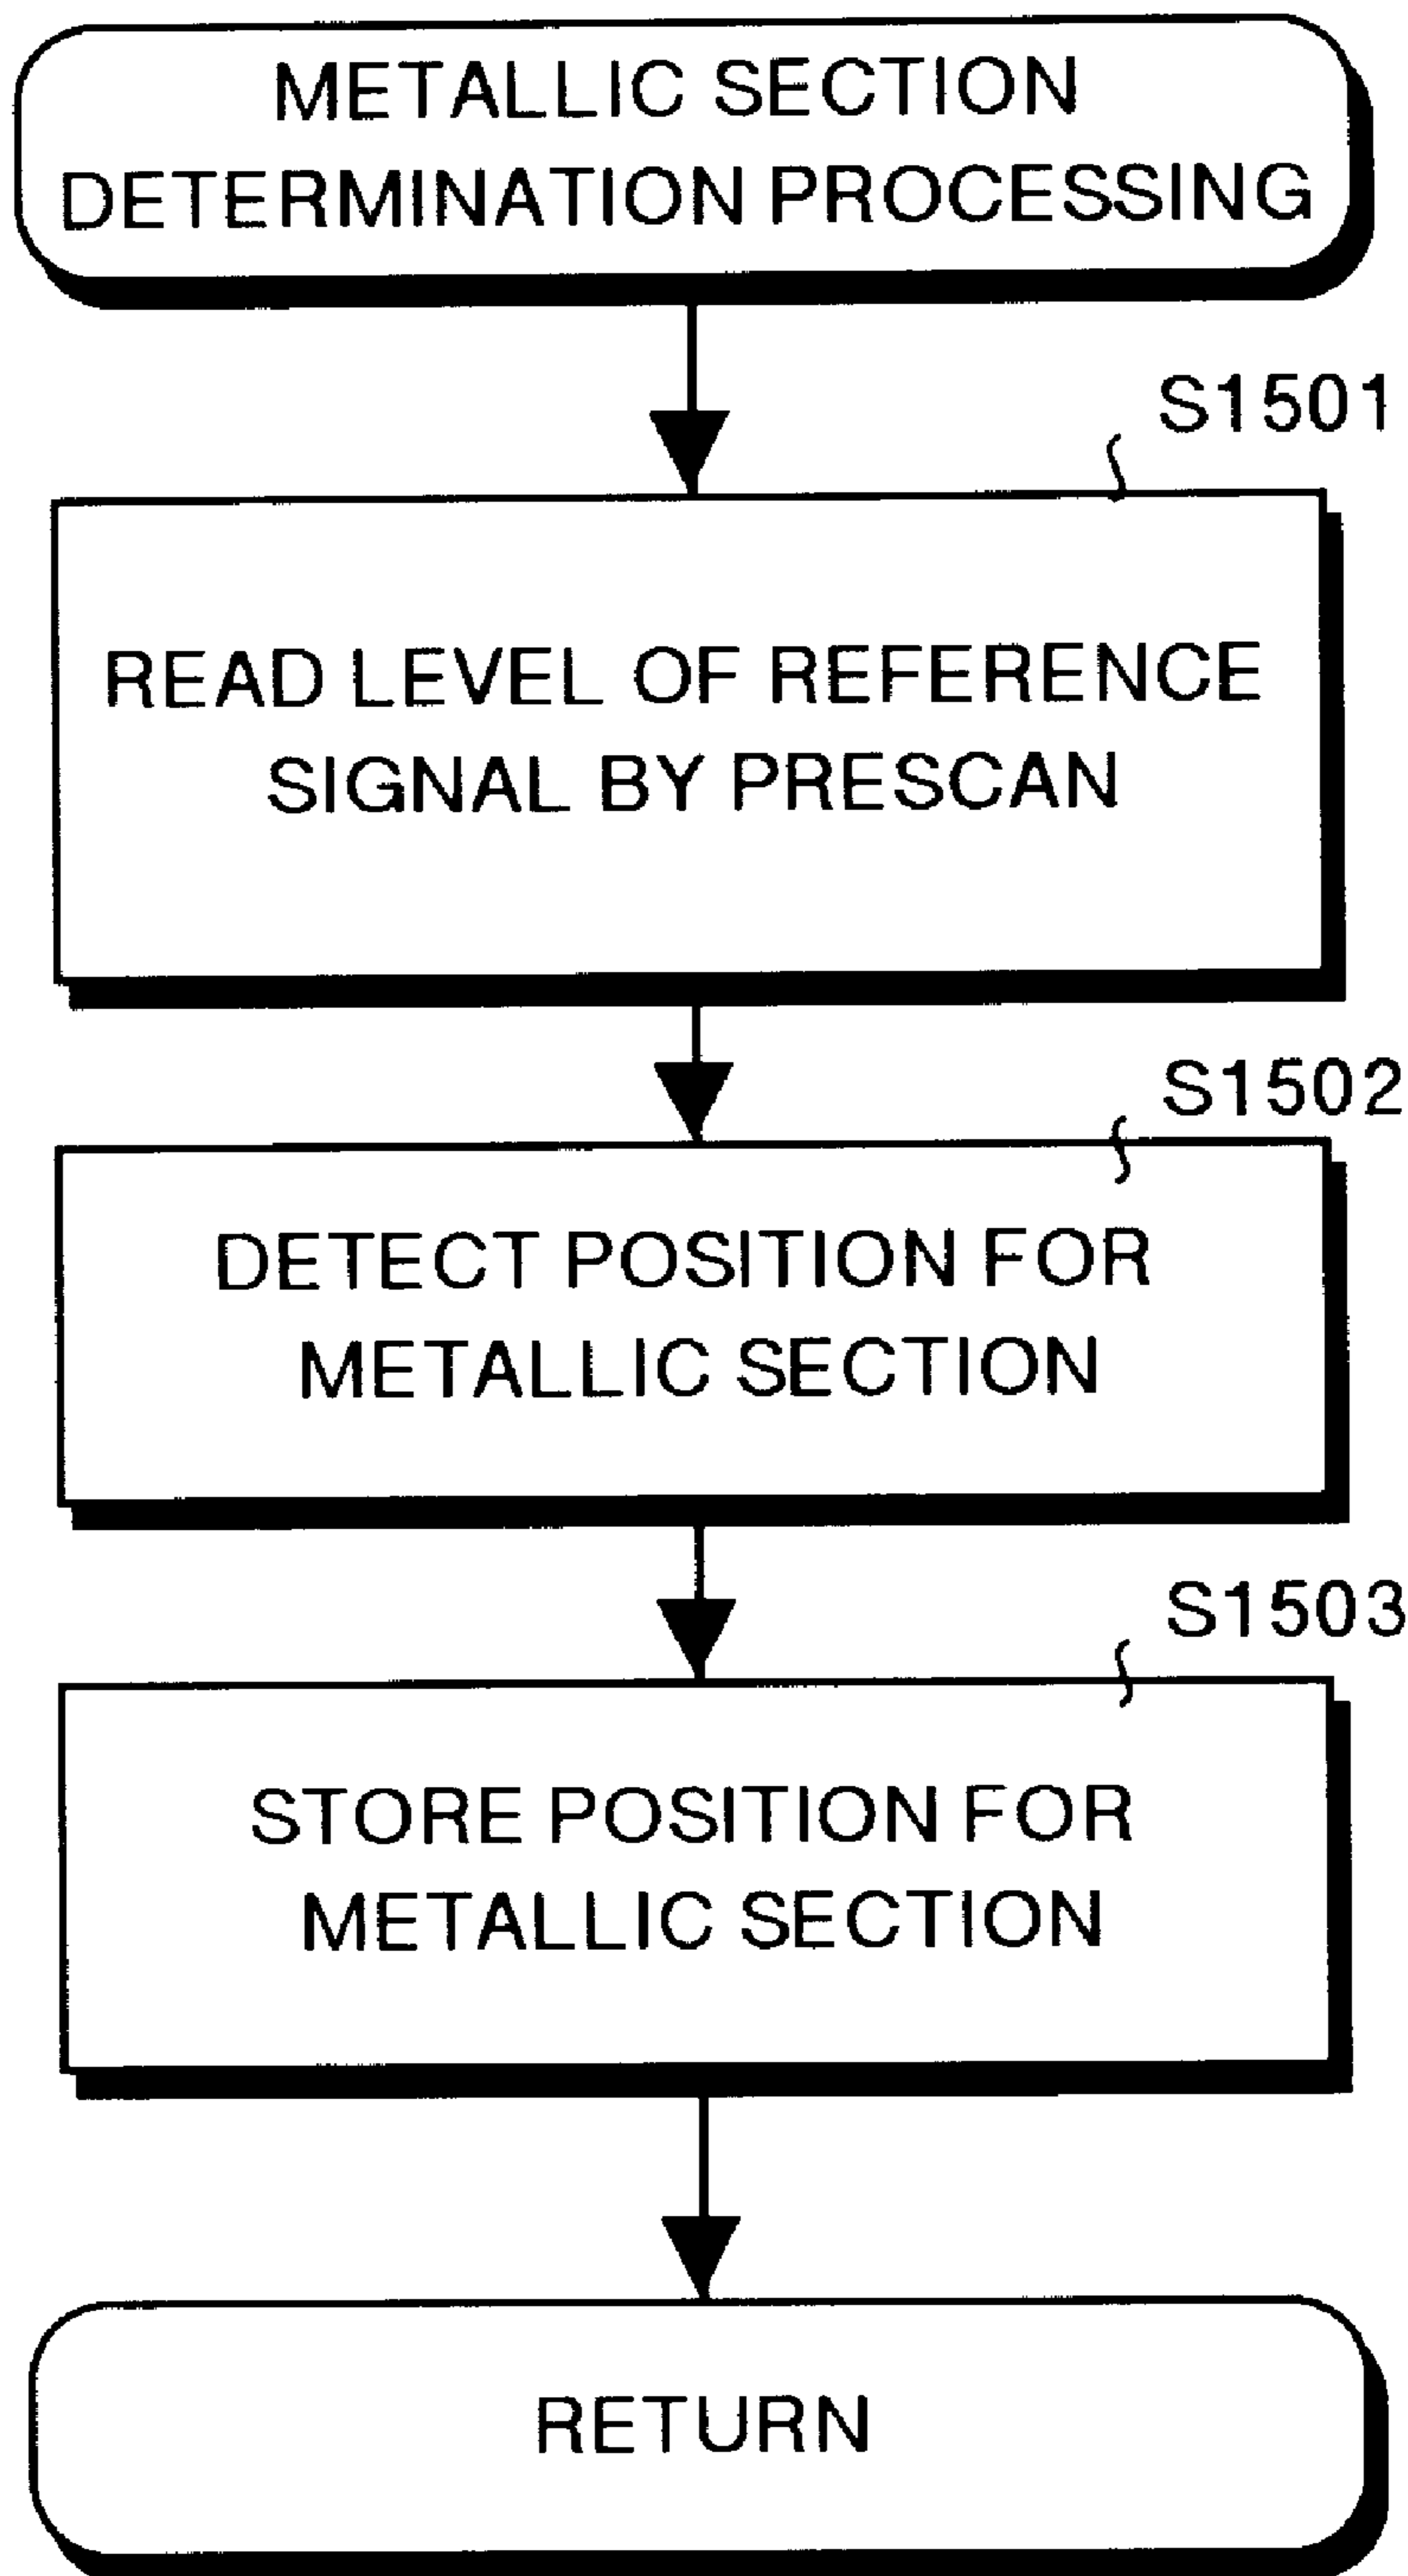 METALLIC SECTION
DETERMINATION PROCESSING
S1501
READ LEVEL OF REFERENCE
SIGNAL BY PRESCAN
S1502
DETECT POSITION FOR
METALLIC SECTION
S1503
STORE POSITION FOR
METALLIC SECTION
RETURN